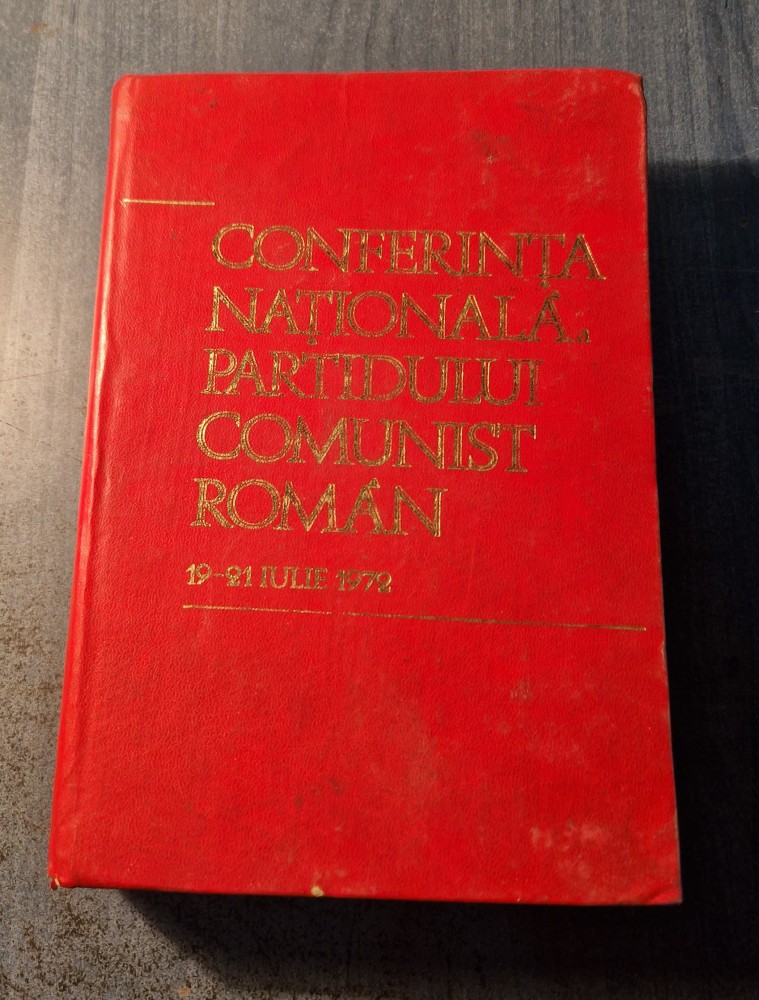 CONFERINȚA
NAȚIONALĂ a
PARTIDULUI
COMUNIST
ROMÂN
19-21 IULIE 1972